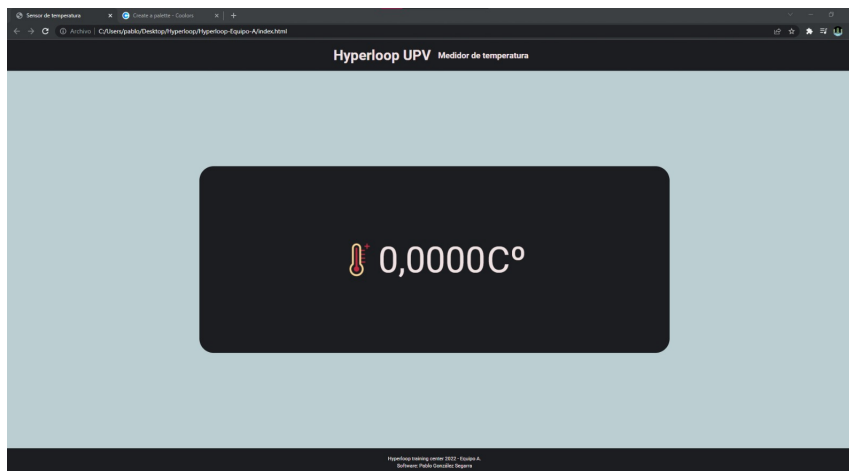 Sensor de temperatura
Create a palette - Coolors
Archivo
C:/Users/pablo/Desktop/Hyperloop/Hyperloop-Equipo-A/index.html
Hyperloop UPV Medidor de temperatura
0,0000Cº
Hyperloop training center 2022 - Equipo A.
Software: Pablo González Segarra